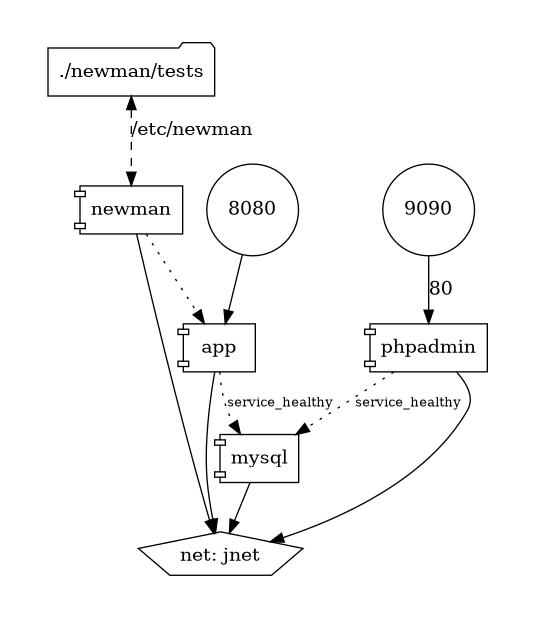 ./newman/tests
/etc/newman
newman
8080
9090
80
app
phpadmin
service_healthy
service_healthy
mysql
net: jnet